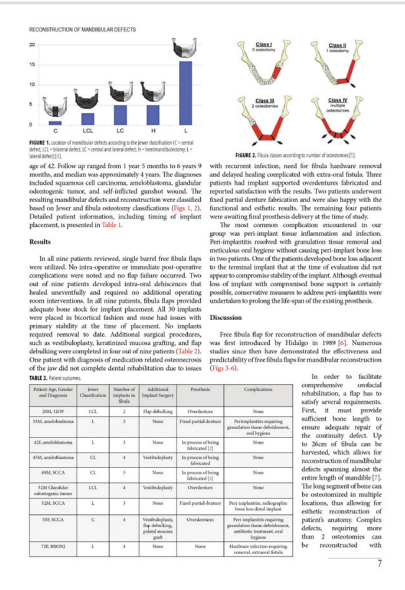 RECONSTRUCTION OF MANDIBULAR DEFECTS
20
15
10
5
0
C LCL LC H L
FIGURE 1. Location of mandibular defects according to the Jewer classification (C = central
defect; LCL = bilateral defect; LC = central and lateral defect; H = hemimandibulectomy; L =
lateral defect)[4].
Class I
0 osteotomy
Class II
1 osteotomy
Class III
2 osteotomies
Class IV
multiple
osteotomies
FIGURE 2. Fibula classes according to number of osteotomies[5].
age of 42. Follow up ranged from 1 year 5 months to 6 years 9
months, and median was approximately 4 years. The diagnoses
included squamous cell carcinoma, ameloblastoma, glandular
odontogenic tumor, and self-inflicted gunshot wound. The
resulting mandibular defects and reconstruction were classified
based on Jewer and fibula osteotomy classifications (Figs 1, 2).
Detailed patient information, including timing of implant
placement, is presented in Table 1.
Results
In all nine patients reviewed, single barrel free fibula flaps
were utilized. No intra-operative or immediate post-operative
complications were noted and no flap failure occurred. Two
out of nine patients developed intra-oral dehiscences that
healed uneventfully and required no additional operating
room interventions. In all nine patients, fibula flaps provided
adequate bone stock for implant placement. All 30 implants
were placed in bicortical fashion and none had issues with
primary stability at the time of placement. No implants
required removal to date. Additional surgical procedures,
such as vestibuloplasty, keratinized mucosa grafting, and flap
debulking were completed in four out of nine patients (Table 2).
One patient with diagnosis of medication related osteonecrosis
of the jaw did not complete dental rehabilitation due to issues
with recurrent infection, need for fibula hardware removal
and delayed healing complicated with extra-oral fistula. Three
patients had implant supported overdentures fabricated and
reported satisfaction with the results. Two patients underwent
fixed partial denture fabrication and were also happy with the
functional and esthetic results. The remaining four patients
were awaiting final prosthesis delivery at the time of study.
The most common complication encountered in our
group was peri-implant tissue inflammation and infection.
Peri-implantitis resolved with granulation tissue removal and
meticulous oral hygiene without causing peri-implant bone loss
in two patients. One of the patients developed bone loss adjacent
to the terminal implant that at the time of evaluation did not
appear to compromise stability of the implant. Although eventual
loss of implant with compromised bone support is certainly
possible, conservative measures to address peri-implantitis were
undertaken to prolong the life-span of the existing prosthesis.
Discussion
Free fibula flap for reconstruction of mandibular defects
was first introduced by Hidalgo in 1989 [6]. Numerous
studies since then have demonstrated the effectiveness and
predictability of free fibula flaps for mandibular reconstruction
(Figs 3-6).
TABLE 2. Patient outcomes.
Patient Age, Gender and Diagnosis Jewer Classification Number of implants in fibula Additional Implant Surgery Prosthesis Complications
20M, GSW LCL 2 Flap debulking Overdenture None
55M, ameloblastoma L 3 None Fixed partial denture Peri-implantitis requiring granulation tissue debridement, oral hygiene
42F, ameloblastoma L 3 None In process of being fabricated [2] None
45M, ameloblastoma CL 4 Vestibuloplasty In process of being fabricated None
49M, SCCA CL 3 None In process of being fabricated [2] None
52M Glandular odontogenic tumor LCL 4 Vestibuloplasty Overdenture None
52M, SCCA L 3 None Fixed partial denture Peri-implantitis, radiographic bone loss distal implant
59F, SCCA C 4 Vestibuloplasty, flap debulking, palatal mucosa graft Overdenture Peri-implantitis requiring granulation tissue debridement, antibiotic treatment, oral hygiene
72F, BRONJ L 4 None None Hardware infection requiring removal, extraoral fistula
In order to facilitate
comprehensive orofacial
rehabilitation, a flap has to
satisfy several requirements.
First, it must provide
sufficient bone length to
ensure adequate repair of
the continuity defect. Up
to 26cm of fibula can be
harvested, which allows for
reconstruction of mandibular
defects spanning almost the
entire length of mandible [7].
The long segment of bone can
be osteotomized in multiple
locations, thus allowing for
esthetic reconstruction of
patient's anatomy. Complex
defects, requiring more
than 2 osteotomies can
be reconstructed with
7